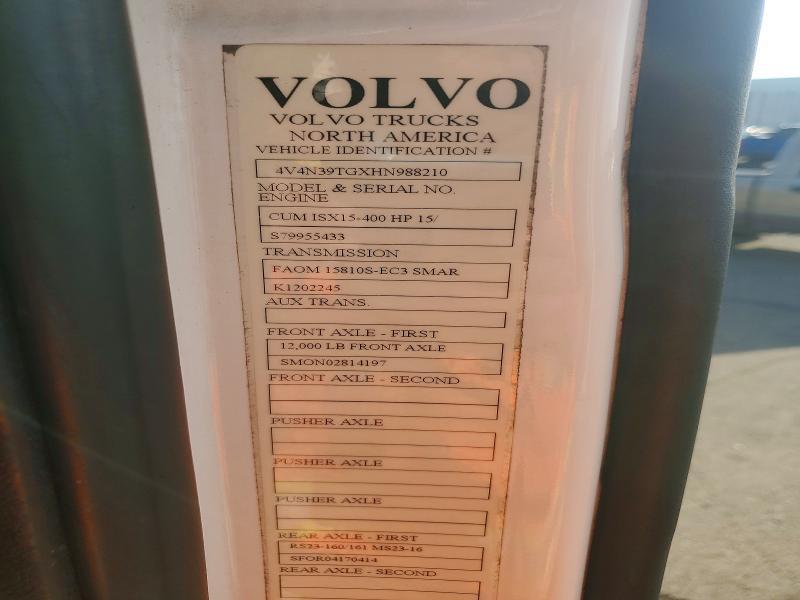 VOLVO
VOLVO TRUCKS
NORTH AMERICA
VEHICLE IDENTIFICATION #
4V4N39TGXHN988210
MODEL & SERIAL NO.
ENGINE
CUM ISX15-400 HP 15/
S79955433
TRANSMISSION
FAOM 15810S-EC3 SMAR
K1202245
AUX TRANS.
FRONT AXLE - FIRST
12,000 LB FRONT AXLE
SMON02814197
FRONT AXLE - SECOND
PUSHER AXLE
PUSHER AXLE
PUSHER AXLE
REAR AXLE - FIRST
RS23-160/161 MS23-16
SFOR04170414
REAR AXLE - SECOND